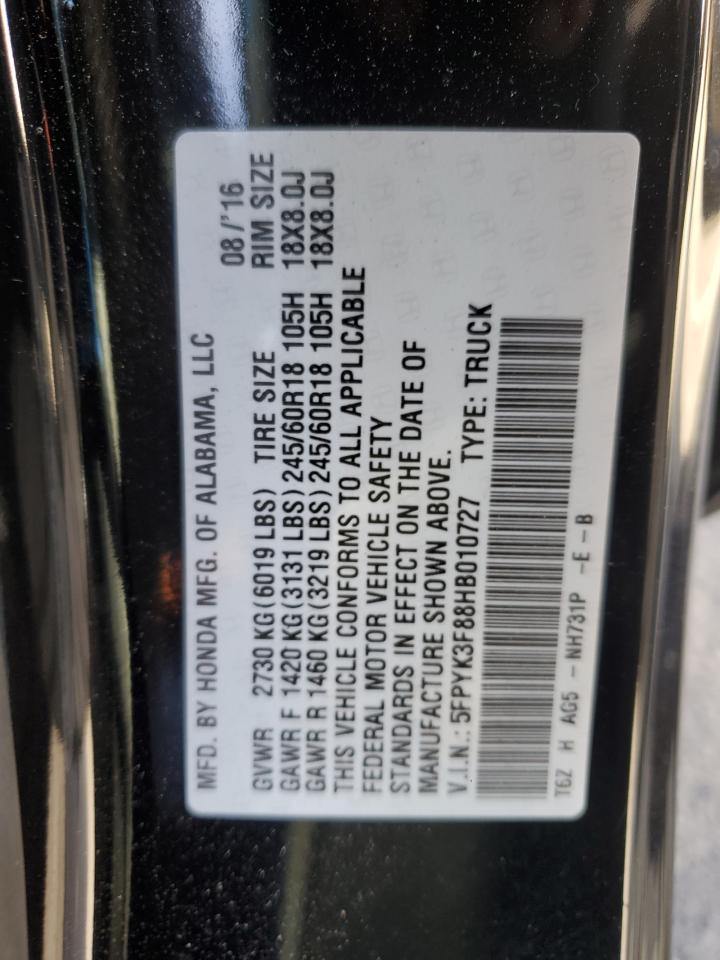 MFD. BY HONDA MFG. OF ALABAMA, LLC 08/'16
GVWR 2730 KG(6019 LBS) TIRE SIZE RIM SIZE
GAWR F 1420 KG(3131 LBS)245/60R18 105H 18X8.0J
GAWR R 1460 KG(3219 LBS)245/60R18 105H 18X8.0J
THIS VEHICLE CONFORMS TO ALL APPLICABLE
FEDERAL MOTOR VEHICLE SAFETY
STANDARDS IN EFFECT ON THE DATE OF
MANUFACTURE SHOWN ABOVE.
V.I.N.: 5FPYK3F88HB010727 TYPE: TRUCK
T6Z H AG5 - NH731P -E-B